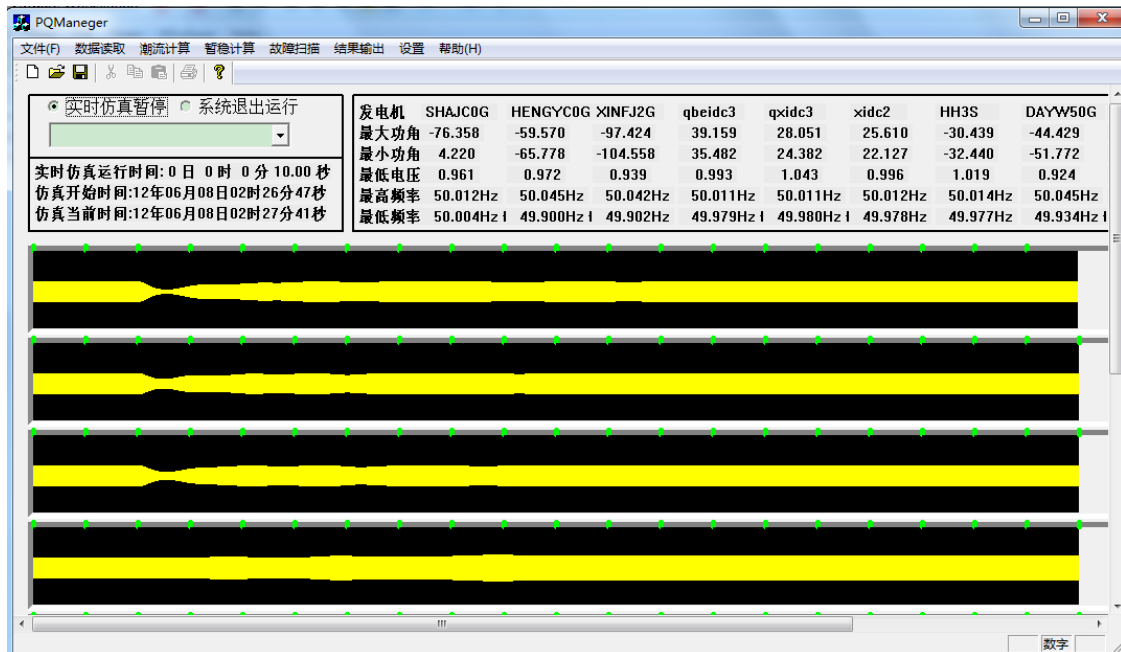 PQManeger
文件(F) 数据读取 潮流计算 暂稳计算 故障扫描 结果输出 设置 帮助(H)
实时仿真暂停 系统退出运行
实时仿真运行时间: 0 日 0 时 0 分 10.00 秒
仿真开始时间:12年06月08日02时26分47秒
仿真当前时间:12年06月08日02时27分41秒
发电机 SHAJC0G HENGYC0G XINFJ2G qbeidc3 qxidc3 xidc2 HH3S DAYW50G
最大功角 -76.358 -59.570 -97.424 39.159 28.051 25.610 -30.439 -44.429
最小功角 4.220 -65.778 -104.558 35.482 24.382 22.127 -32.440 -51.772
最低电压 0.961 0.972 0.939 0.993 1.043 0.996 1.019 0.924
最高频率 50.012Hz 50.045Hz 50.042Hz 50.011Hz 50.011Hz 50.012Hz 50.014Hz 50.045Hz
最低频率 50.004Hz 49.900Hz 49.902Hz 49.979Hz 49.980Hz 49.978Hz 49.977Hz 49.934Hz
数字